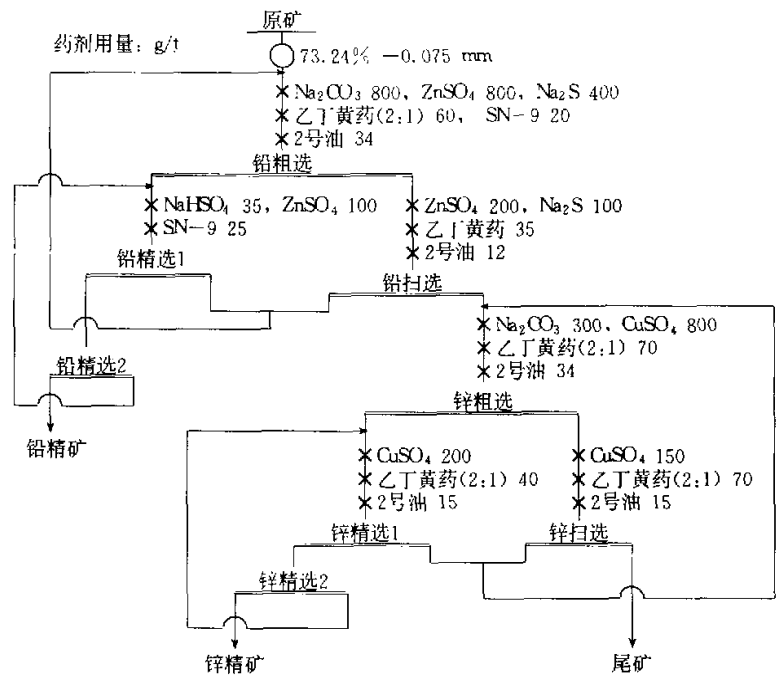 原矿
药剂用量：g/t
73.24% -0.075 mm
Na₂CO₃ 800，ZnSO₄ 800，Na₂S 400
乙丁黄药(2:1) 60， SN-9 20
2号油 34
铅粗选
NaHSO₄ 35，ZnSO₄ 100
SN-9 25
铅精选1
ZnSO₄ 200，Na₂S 100
乙丁黄药 35
2号油 12
铅扫选
Na₂CO₃ 300，CuSO₄ 800
乙丁黄药(2:1) 70
2号油 34
铅精选2
铅精矿
锌粗选
CuSO₄ 200
乙丁黄药(2:1) 40
2号油 15
锌精选1
CuSO₄ 150
乙丁黄药(2:1) 70
2号油 15
锌扫选
锌精选2
锌精矿
尾矿